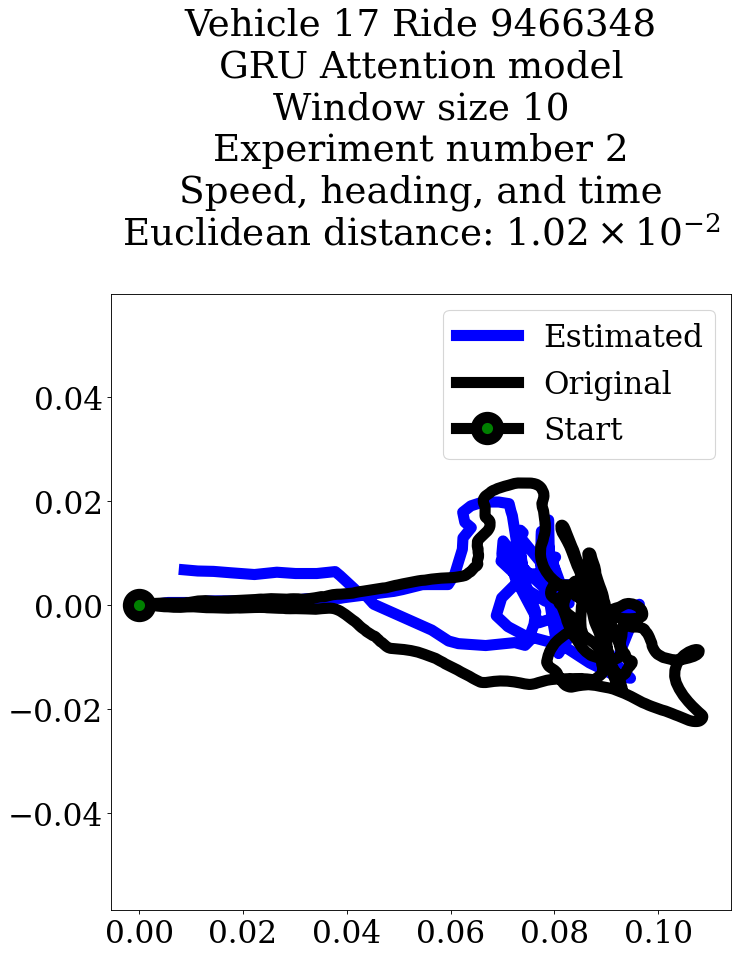 Vehicle 17 Ride 9466348
GRU Attention model
Window size 10
Experiment number 2
Speed, heading, and time
Euclidean distance: 1.02 × 10⁻²
Estimated
Original
Start
0.04
0.02
0.00
−0.02
−0.04
0.00 0.02 0.04 0.06 0.08 0.10